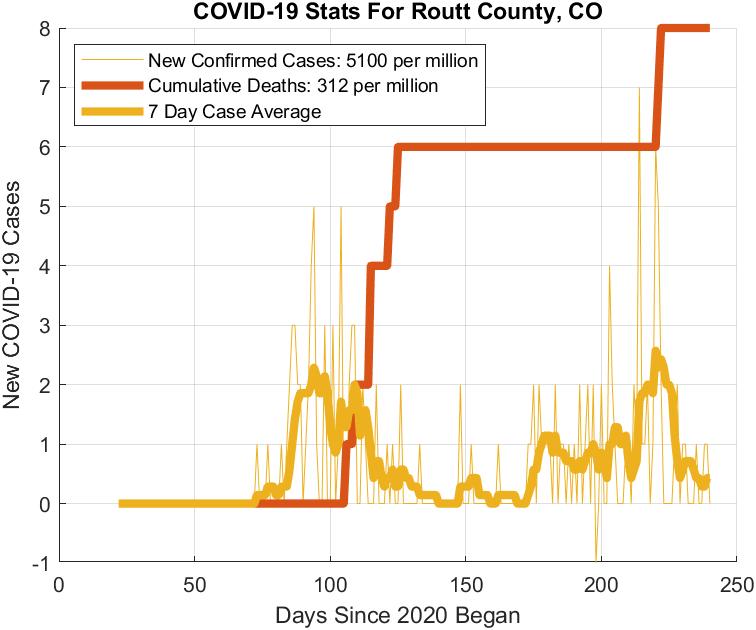 COVID-19 Stats For Routt County, CO
New Confirmed Cases: 5100 per million
Cumulative Deaths: 312 per million
7 Day Case Average
New COVID-19 Cases
8
7
6
5
4
3
2
1
0
-1
0 50 100 150 200 250
Days Since 2020 Began